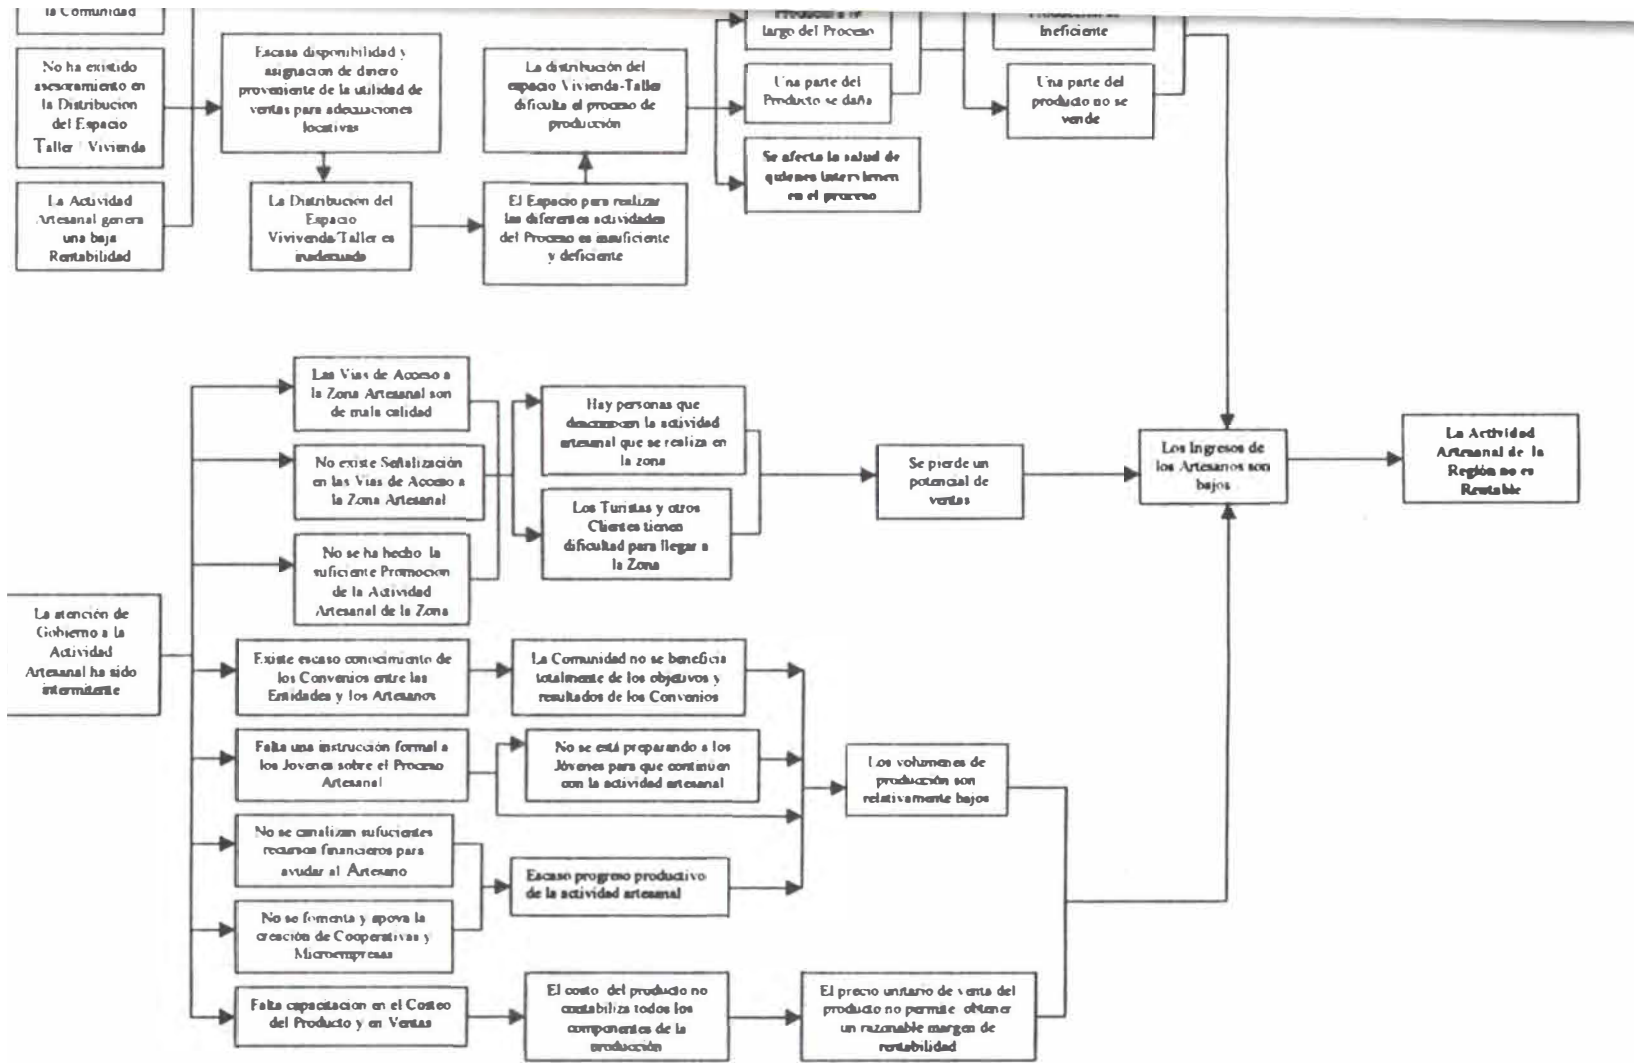 la Comunidad
No ha existido
asesoramiento en
la Distribucion
del Espacio
Taller Vivienda
La Actividad
Artesanal genera
una baja
Rentabilidad
Escasa disponibilidad y
asignacion de dinero
proveniente de la utilidad de
ventas para adecuaciones
locativas
La Distribucion del
Espacio
Vivivenda-Taller es
inadecuada
La distribución del
espacio Vivienda-Taller
dificulta el proceso de
producción
El Espacio para realizar
las diferentes actividades
del Proceso es insuficiente
y deficiente
largo del Proceso
Una parte del
Producto se daña
Se afecta la salud de
quienes intervienen
en el proceso
Ineficiente
Una parte del
producto no se
vende
Las Vias de Acceso a
la Zona Artesanal son
de mala calidad
No existe Señalización
en las Vias de Acceso a
la Zona Artesanal
No se ha hecho la
suficiente Promocion
de la Actividad
Artesanal de la Zona
Hay personas que
desconocen la actividad
artesanal que se realiza en
la zona
Los Turistas y otros
Clientes tienen
dificultad para llegar a
la Zona
Se pierde un
potencial de
ventas
Los Ingresos de
los Artesanos son
bajos
La Actividad
Artesanal de la
Región no es
Rentable
La atención de
Gobierno a la
Actividad
Artesanal ha sido
intermitente
Existe escaso conocimiento de
los Convenios entre las
Entidades y los Artesanos
La Comunidad no se beneficia
totalmente de los objetivos y
resultados de los Convenios
Falta una instrucción formal a
los Jovenes sobre el Proceso
Artesanal
No se está preparando a los
Jóvenes para que continuen
con la actividad artesanal
Los volumenes de
producción son
relativamente bajos
No se canalizan sufucientes
recursos financieros para
ayudar al Artesano
No se fomenta y apoya la
creación de Cooperativas y
Microempresas
Escaso progreso productivo
de la actividad artesanal
Falta capacitacion en el Costeo
del Producto y en Ventas
El costo del producto no
contabiliza todos los
componentes de la
producción
El precio unitario de venta del
producto no permite obtener
un razonable margen de
rentabilidad